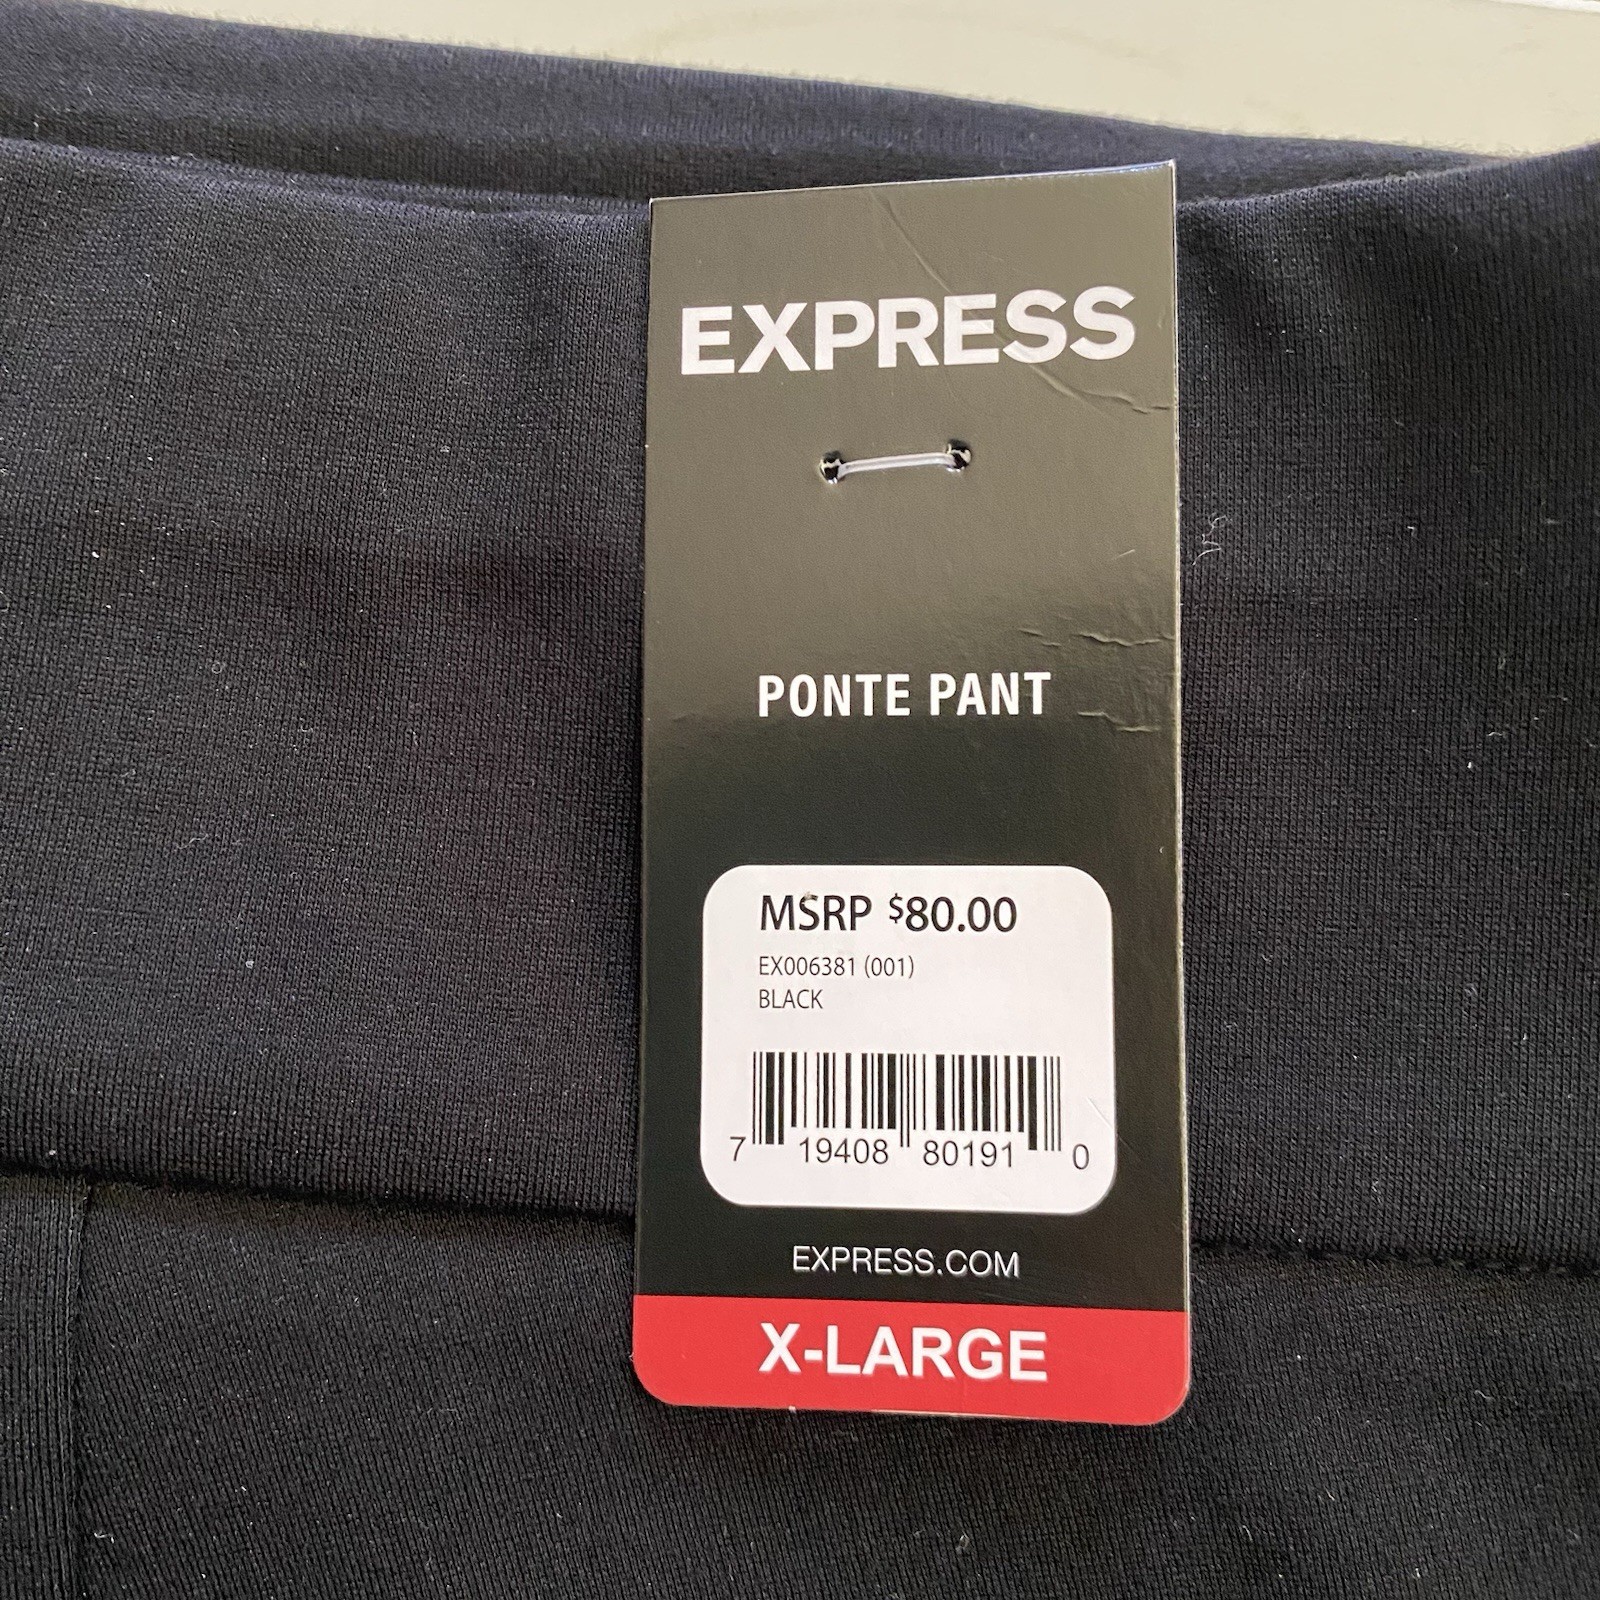 EXPRESS
PONTE PANT
MSRP $80.00
EX006381 (001)
BLACK
7 19408 80191 0
EXPRESS.COM
X-LARGE